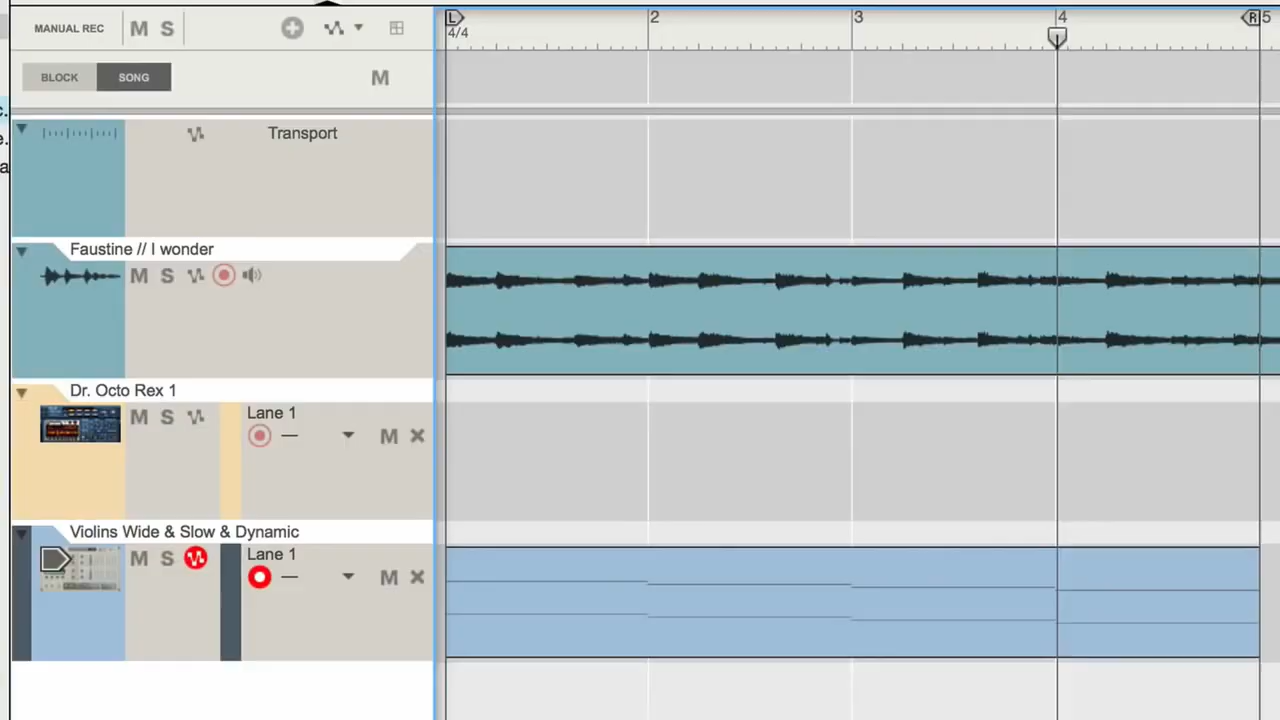 MANUAL REC M S
L 2 3 4 R 5
4/4
BLOCK SONG M
c.
e.
a
Transport
Faustine // I wonder
M S
Dr. Octo Rex 1
M S Lane 1
M
Violins Wide & Slow & Dynamic
M S Lane 1
M